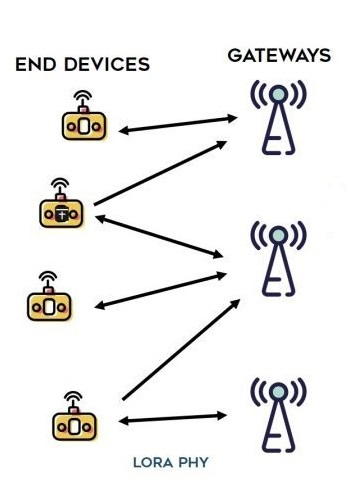 END DEVICES
GATEWAYS
LORA PHY